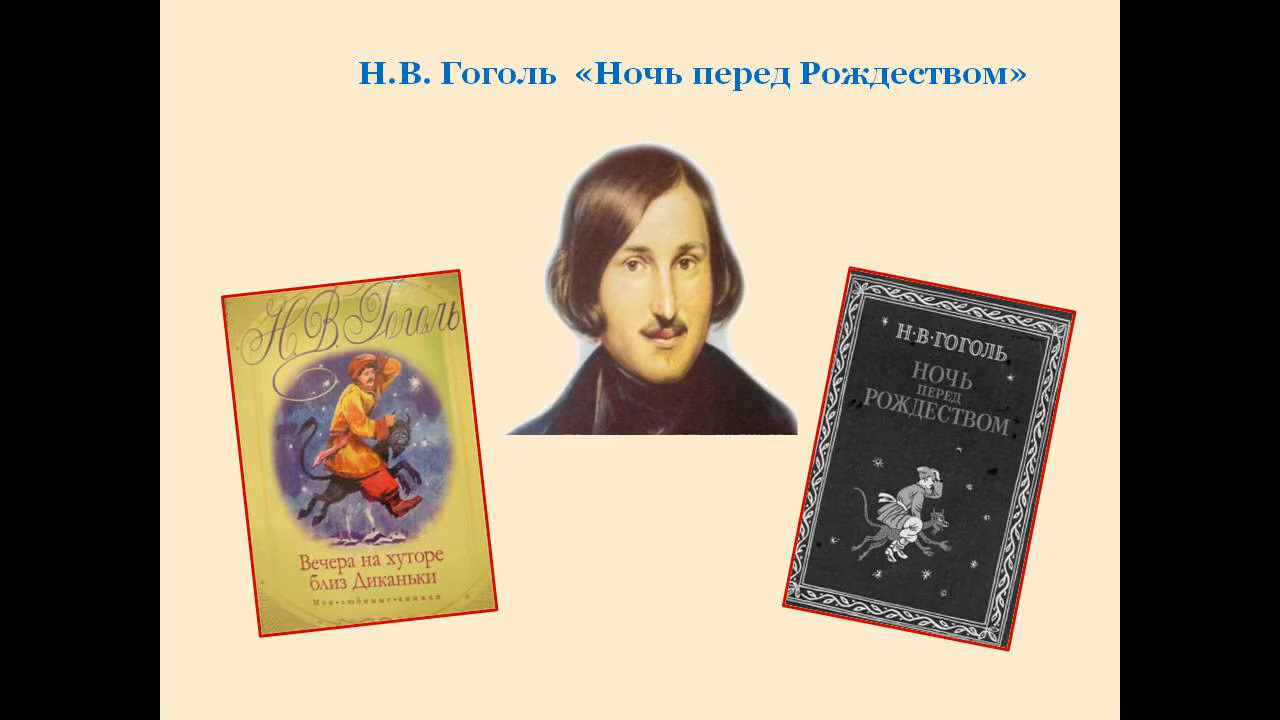 Н.В. Гоголь «Ночь перед Рождеством»
Н.В. Гоголь
Вечера на хуторе
близ Диканьки
Мои•любимые•книжки
Н·В·ГОГОЛЬ
НОЧЬ
ПЕРЕД
РОЖДЕСТВОМ